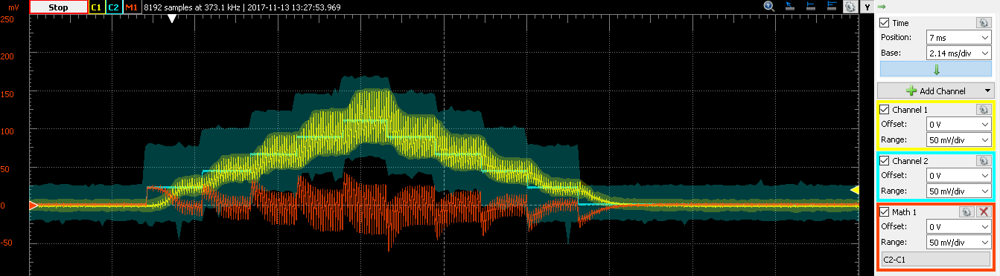 mV Stop C1 C2 M1 8192 samples at 373.1 kHz | 2017-11-13 13:27:53.969 Y
250
200
150
100
50
0
-50
Time
Position: 7 ms
Base: 2.14 ms/div
Add Channel
Channel 1
Offset: 0 V
Range: 50 mV/div
Channel 2
Offset: 0 V
Range: 50 mV/div
Math 1
Offset: 0 V
Range: 50 mV/div
C2-C1